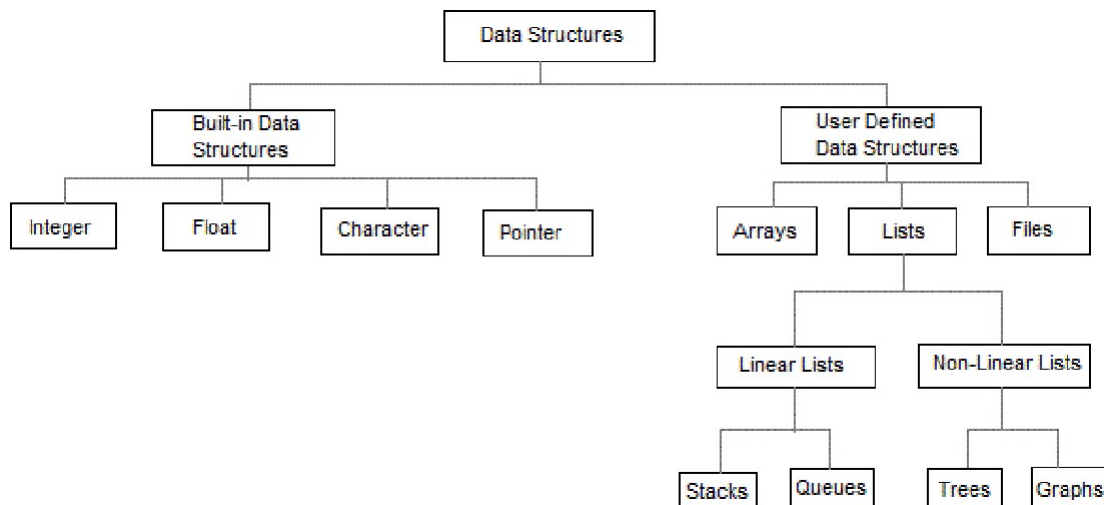 Data Structures
Built-in Data
Structures
User Defined
Data Structures
Integer
Float
Character
Pointer
Arrays
Lists
Files
Linear Lists
Non-Linear Lists
Stacks
Queues
Trees
Graphs